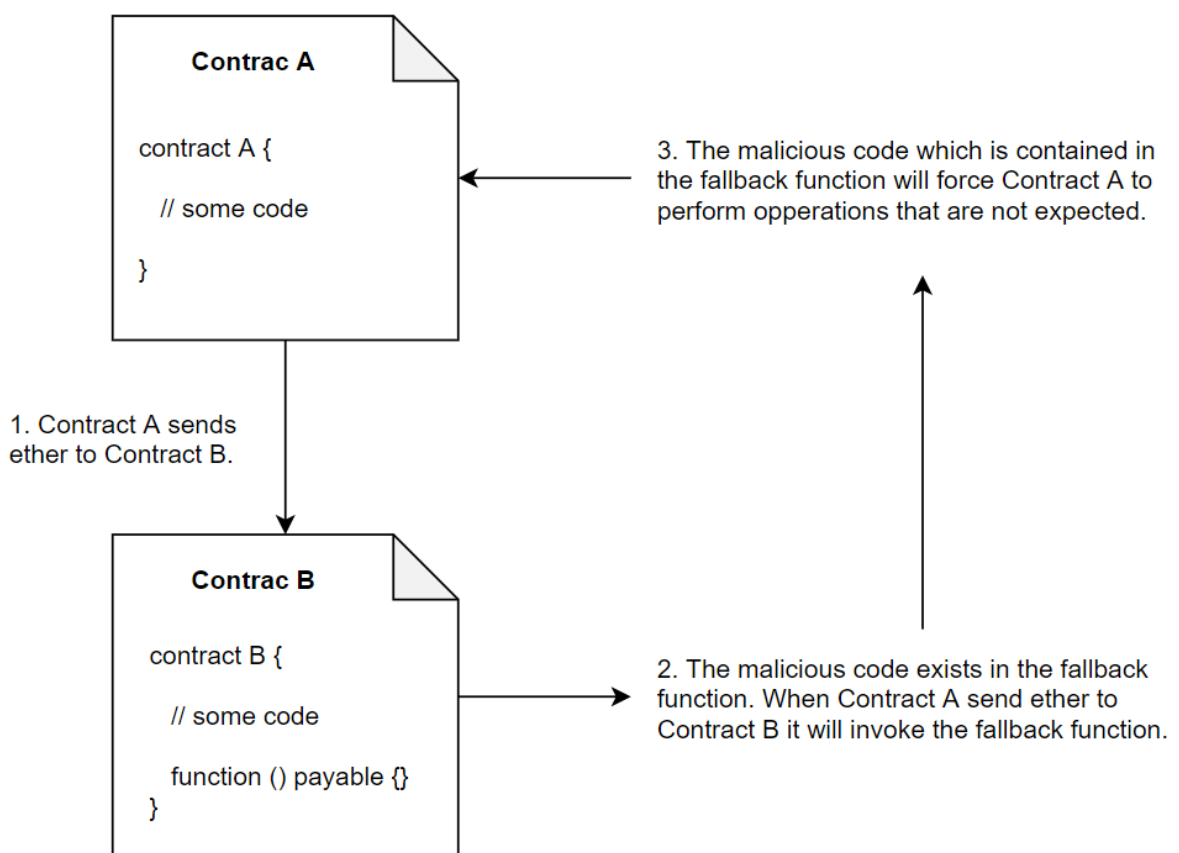 Contrac A
contract A {
// some code
}
3. The malicious code which is contained in
the fallback function will force Contract A to
perform opperations that are not expected.
1. Contract A sends
ether to Contract B.
Contrac B
contract B {
// some code
function () payable {}
}
2. The malicious code exists in the fallback
function. When Contract A send ether to
Contract B it will invoke the fallback function.